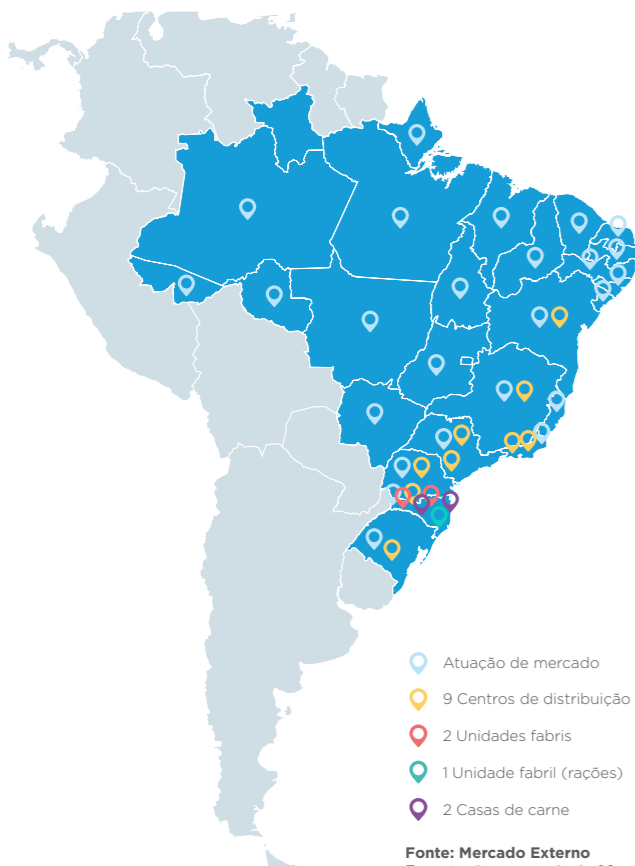 Atuação de mercado
9 Centros de distribuição
2 Unidades fabris
1 Unidade fabril (rações)
2 Casas de carne
Fonte: Mercado Externo